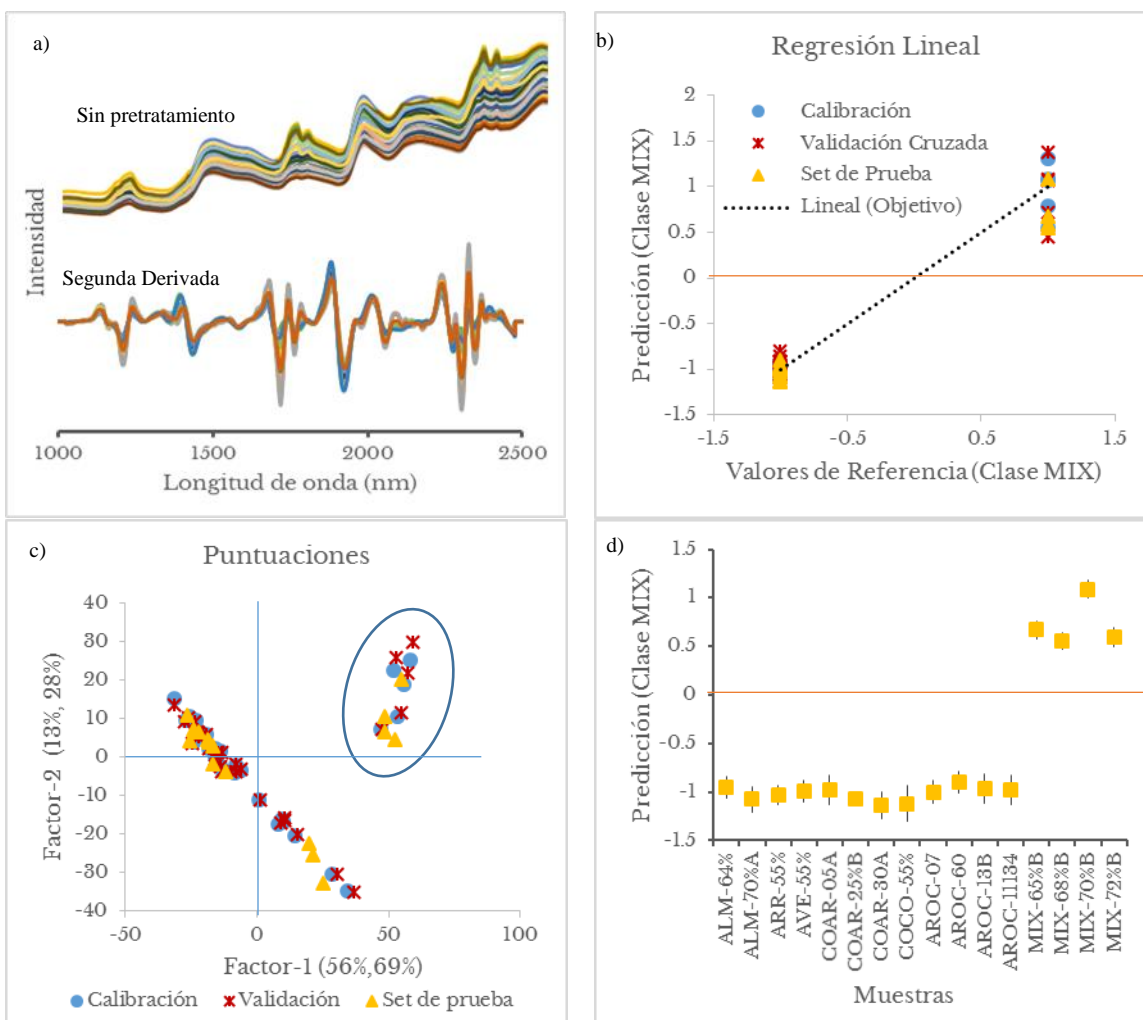 a)
Sin pretratamiento
Segunda Derivada
Intensidad
1000
1500
2000
2500
Longitud de onda (nm)
b)
Regresión Lineal
Calibración
Validación Cruzada
Set de Prueba
Lineal (Objetivo)
Predicción (Clase MIX)
2
1.5
1
0.5
0
-0.5
-1
-1.5
-1.5
-0.5
0.5
1.5
Valores de Referencia (Clase MIX)
c)
Puntuaciones
Factor-2 (13%, 28%)
40
30
20
10
0
-10
-20
-30
-40
-50
0
50
100
Factor-1 (56%,69%)
Calibración
Validación
Set de prueba
d)
Predicción (Clase MIX)
1.5
1
0.5
0
-0.5
-1
-1.5
ALM-64%
ALM-70%A
ARR-55%
AVE-55%
COAR-05A
COAR-25%B
COAR-30A
COCO-55%
AROC-07
AROC-60
AROC-13B
AROC-11134
MIX-65%B
MIX-68%B
MIX-70%B
MIX-72%B
Muestras